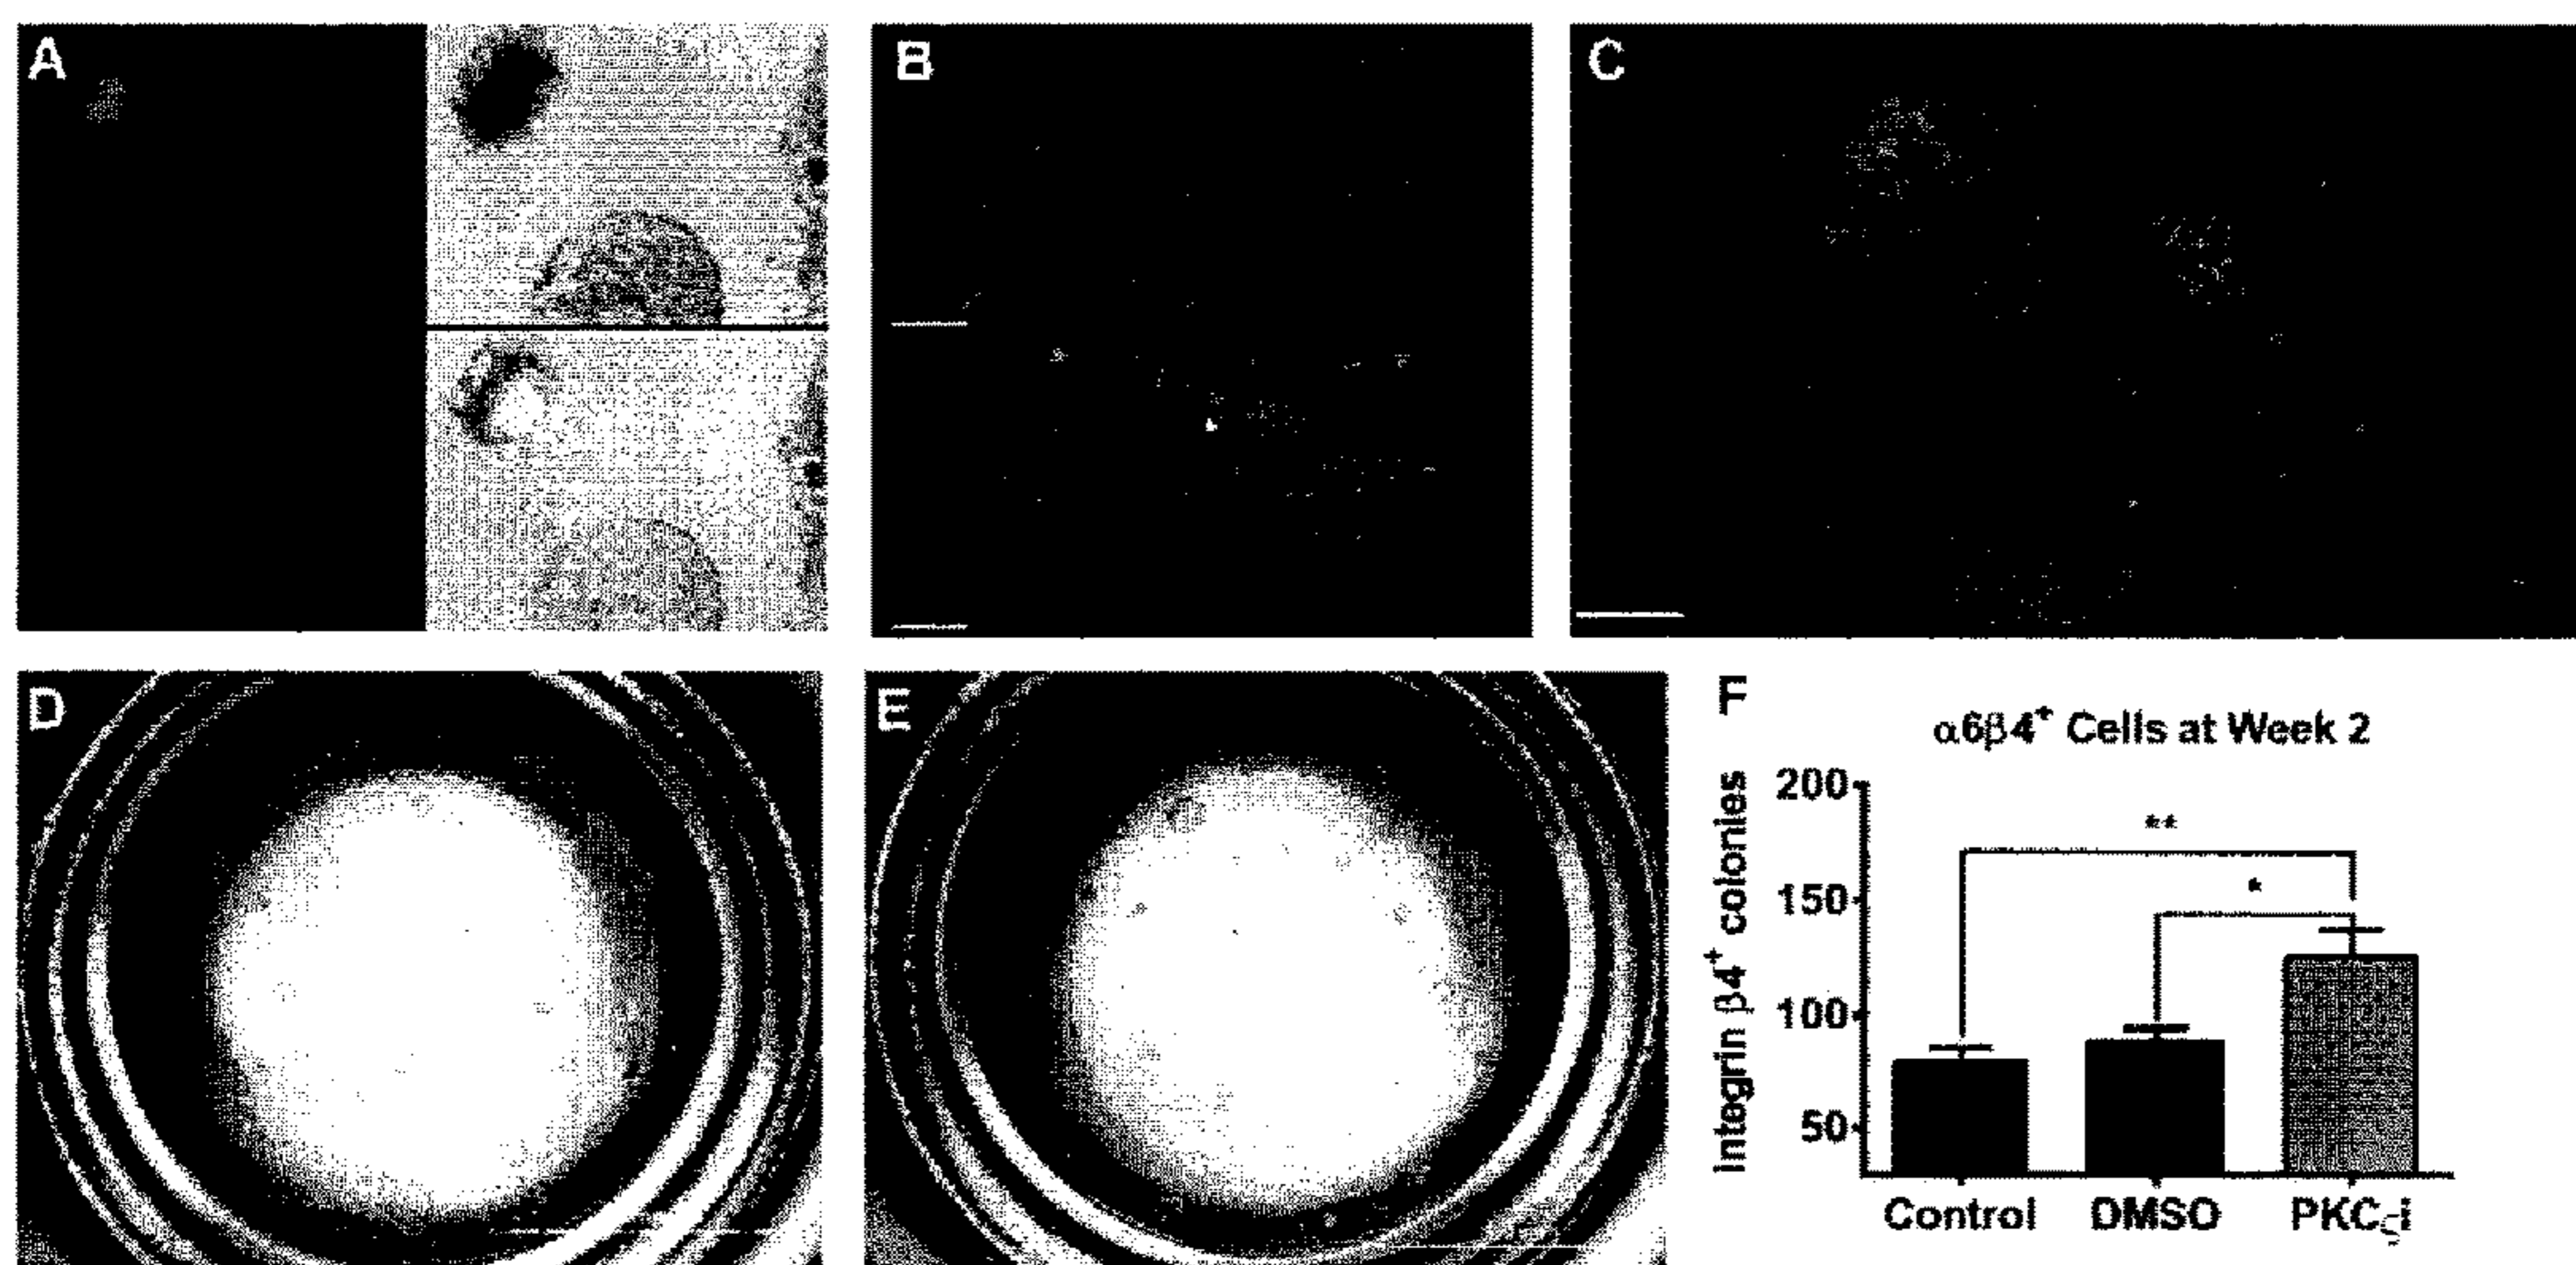 A
B
C
D
E
F
α6β4⁺ Cells at Week 2
Integrin β4⁺ colonies
200
150
100
50
**
*
Control
DMSO
PKCζi